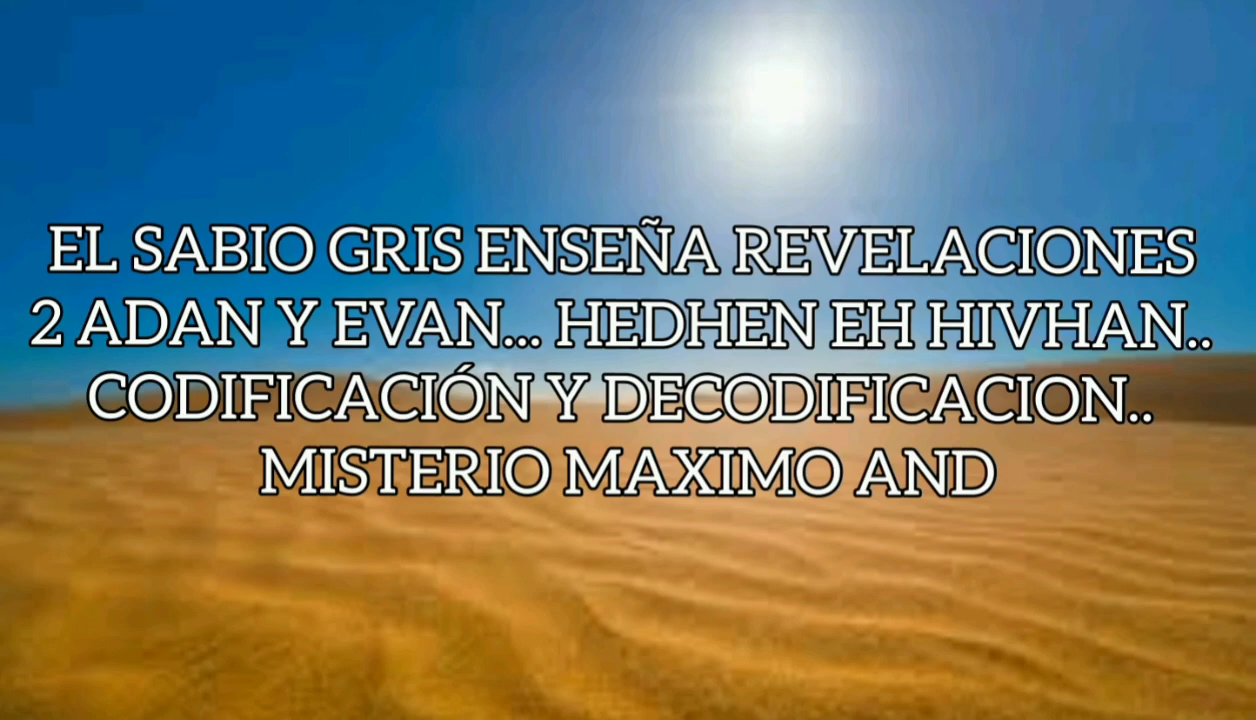 EL SABIO GRIS ENSEÑA REVELACIONES
2 ADAN Y EVAN... HEDHEN EH HIVHAN..
CODIFICACIÓN Y DECODIFICACION..
MISTERIO MAXIMO AND